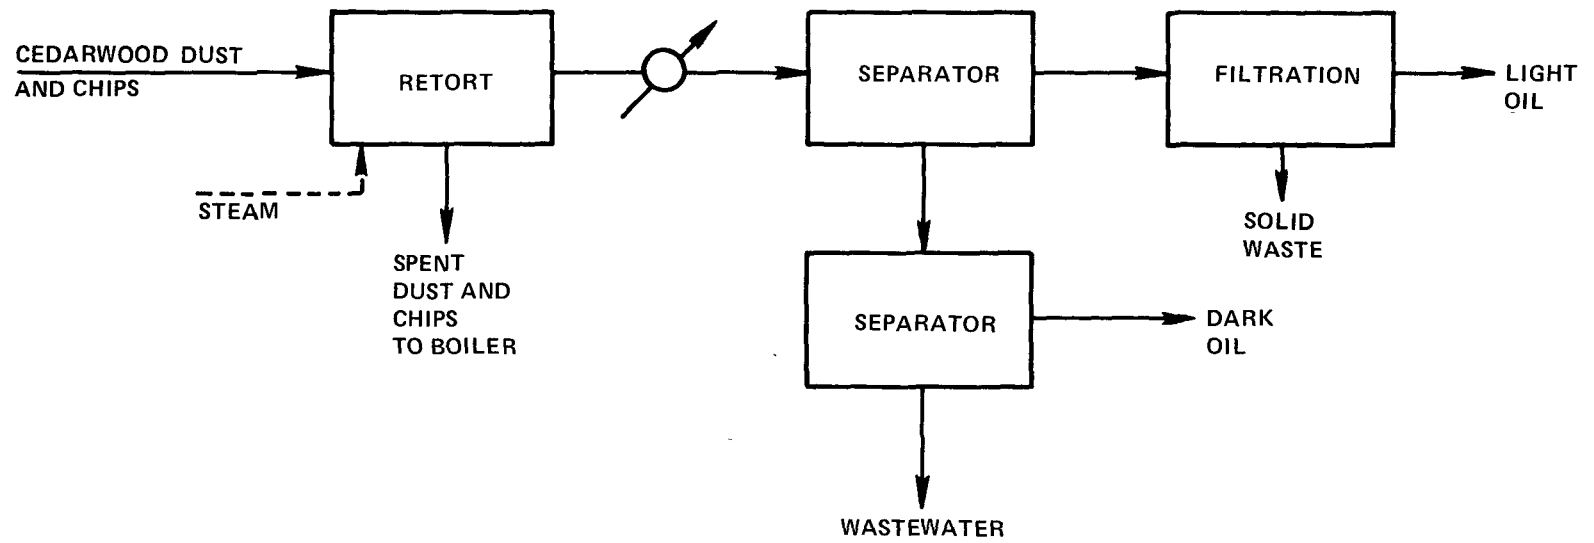 CEDARWOOD DUST
AND CHIPS
RETORT
STEAM
SPENT
DUST AND
CHIPS
TO BOILER
SEPARATOR
FILTRATION
LIGHT
OIL
SOLID
WASTE
SEPARATOR
DARK
OIL
WASTEWATER